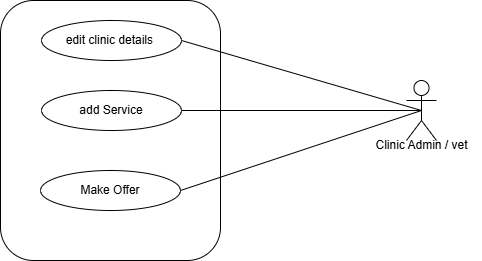 edit clinic details
add Service
Make Offer
Clinic Admin / vet